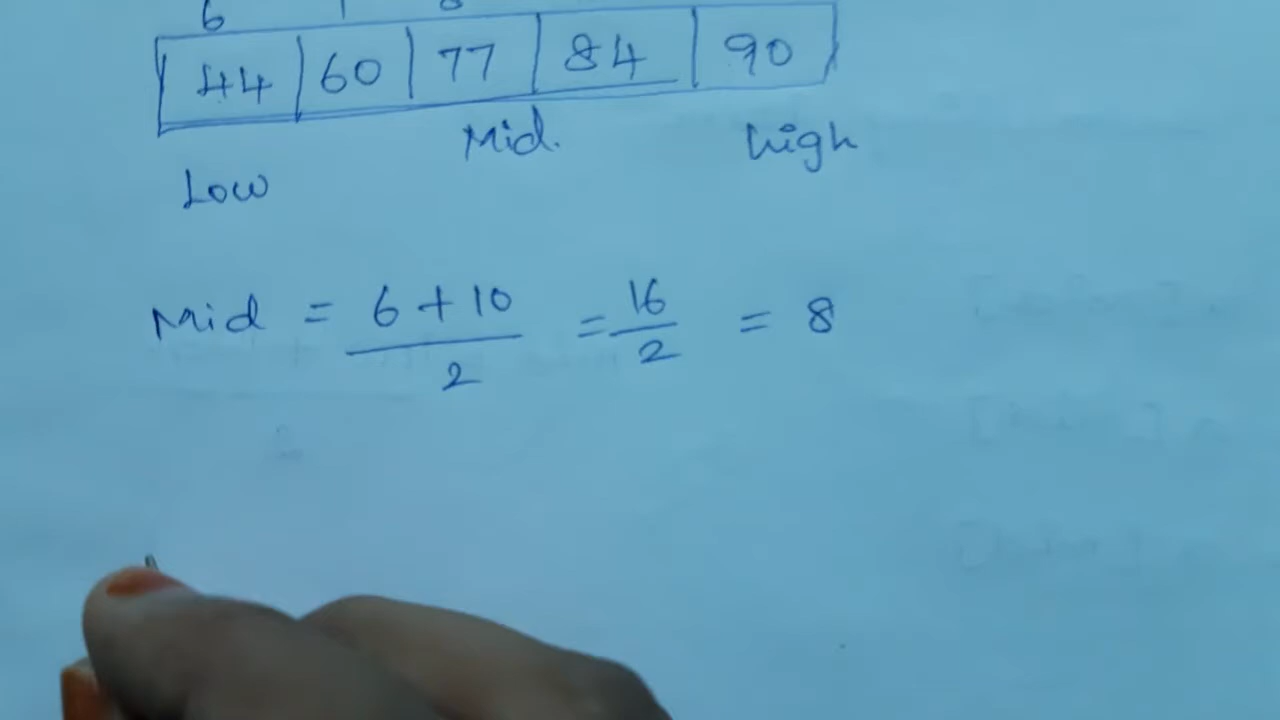 6
44 60 77 84 90
Mid. high
Low
Mid = 6 + 10 / 2 = 16 / 2 = 8